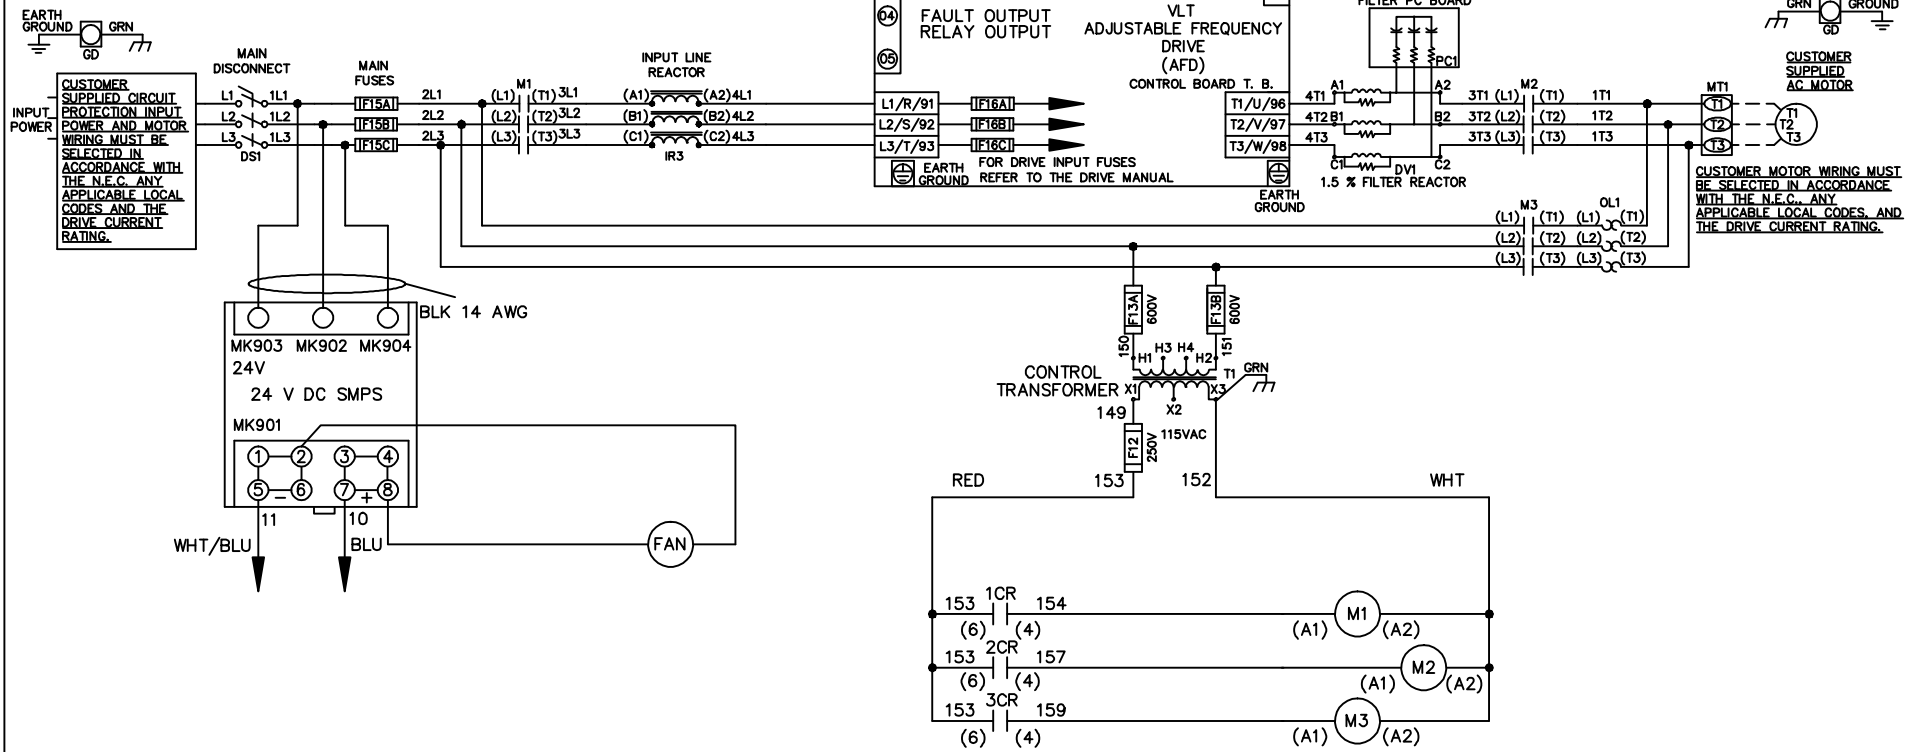 EARTH
GROUND
GRN
GD
CUSTOMER
SUPPLIED CIRCUIT
PROTECTION INPUT
POWER AND MOTOR
WIRING MUST BE
SELECTED IN
ACCORDANCE WITH
THE N.E.C. ANY
APPLICABLE LOCAL
CODES AND THE
DRIVE CURRENT
RATING.
INPUT
POWER
MAIN
DISCONNECT
L1 1L1
L2 1L2
L3 1L3
DS1
MAIN
FUSES
F15A
F15B
F15C
2L1
2L2
2L3
M1
(L1) (T1) 3L1
(L2) (T2) 3L2
(L3) (T3) 3L3
INPUT LINE
REACTOR
(A1) (A2) 4L1
(B1) (B2) 4L2
(C1) (C2) 4L3
IR3
04
05
FAULT OUTPUT
RELAY OUTPUT
VLT
ADJUSTABLE FREQUENCY
DRIVE
(AFD)
CONTROL BOARD T. B.
L1/R/91
L2/S/92
L3/T/93
F16A
F16B
F16C
EARTH
GROUND
FOR DRIVE INPUT FUSES
REFER TO THE DRIVE MANUAL
T1/U/96
T2/V/97
T3/W/98
EARTH
GROUND
4T1
4T2
4T3
FILTER PC BOARD
PC1
A1 A2
B1 B2
C1 C2
DV1
1.5 % FILTER REACTOR
M2
3T1 (L1) (T1) 1T1
3T2 (L2) (T2) 1T2
3T3 (L3) (T3) 1T3
MT1
T1
T2
T3
T1
T2
T3
GRN
GROUND
GD
CUSTOMER
SUPPLIED
AC MOTOR
CUSTOMER MOTOR WIRING MUST
BE SELECTED IN ACCORDANCE
WITH THE N.E.C., ANY
APPLICABLE LOCAL CODES, AND
THE DRIVE CURRENT RATING.
M3 OL1
(L1) (T1) (L1) (T1)
(L2) (T2) (L2) (T2)
(L3) (T3) (L3) (T3)
BLK 14 AWG
MK903 MK902 MK904
24V
24 V DC SMPS
MK901
1 2 3 4
5 - 6 7 + 8
11 10
WHT/BLU
BLU
FAN
F13A
600V
F13B
600V
150
151
H1 H3 H4 H2
CONTROL
TRANSFORMER
T1
GRN
X1 X2 X3
149
115VAC
F12
250V
153 152
RED
WHT
1CR
153 154
(6) (4)
M1
(A1) (A2)
2CR
153 157
(6) (4)
M2
(A1) (A2)
3CR
153 159
(6) (4)
M3
(A1) (A2)